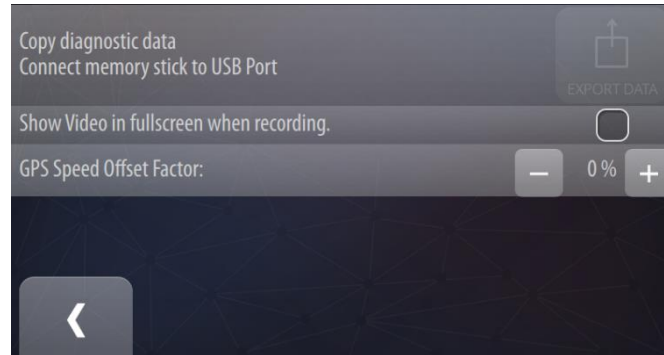 Copy diagnostic data
Connect memory stick to USB Port
EXPORT DATA
Show Video in fullscreen when recording.
GPS Speed Offset Factor:
− 0 % +